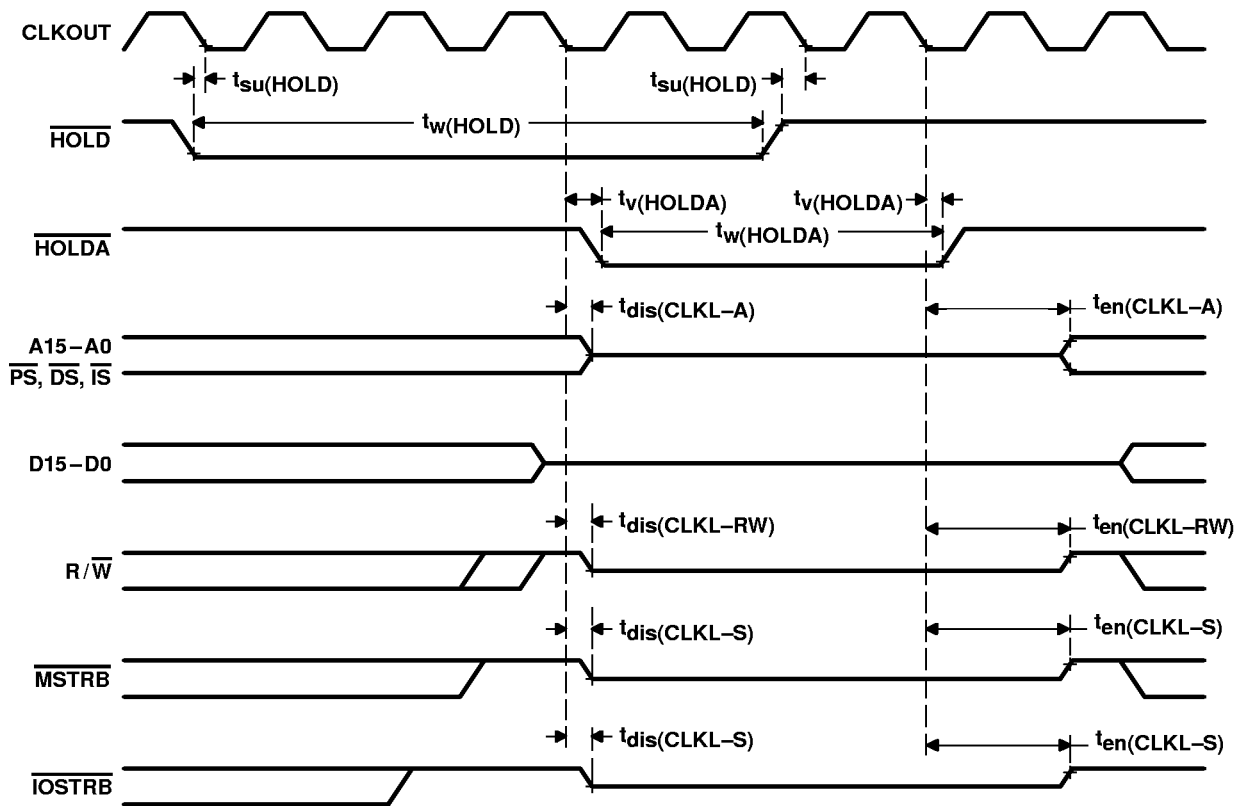 CLKOUT
tsu(HOLD) tsu(HOLD)
HOLD tw(HOLD)
tv(HOLDA) tv(HOLDA)
HOLDA tw(HOLDA)
tdis(CLKL–A) ten(CLKL–A)
A15–A0
PS, DS, IS
D15–D0
tdis(CLKL–RW) ten(CLKL–RW)
R/W
tdis(CLKL–S) ten(CLKL–S)
MSTRB
tdis(CLKL–S) ten(CLKL–S)
IOSTRB